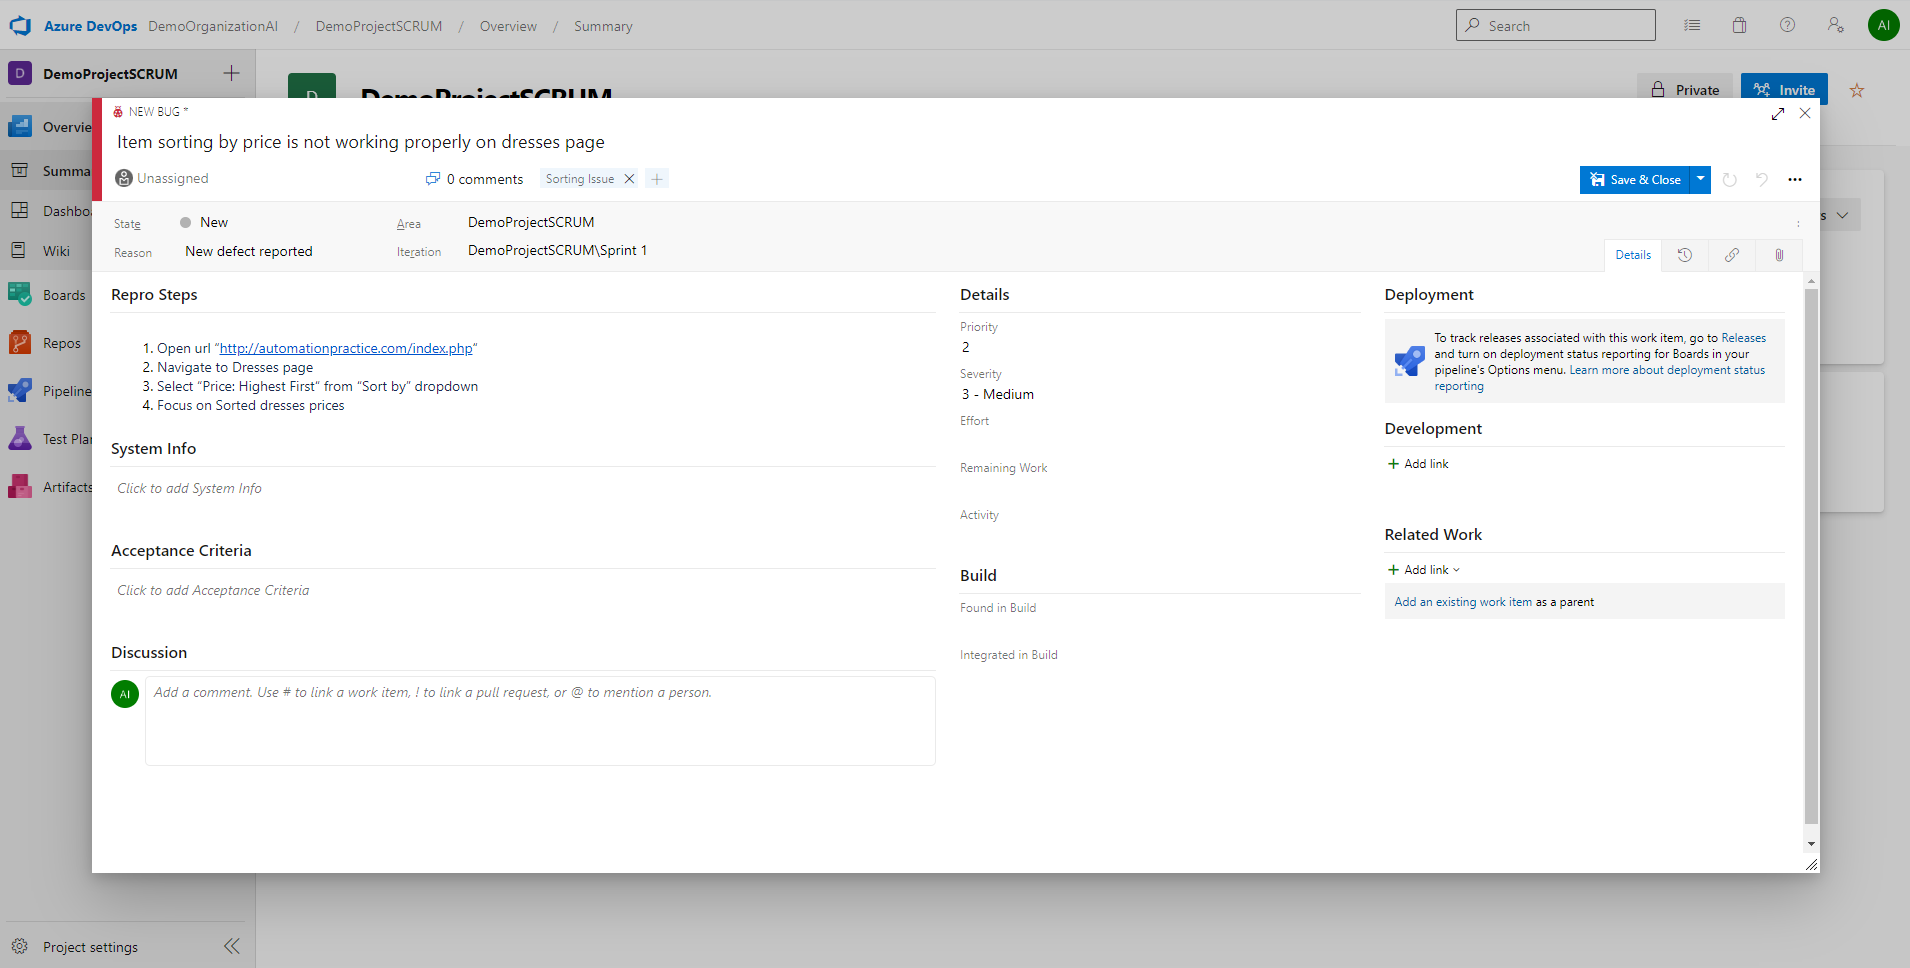 Azure DevOps DemoOrganizationAI / DemoProjectSCRUM / Overview / Summary
Search
AI
D DemoProjectSCRUM
D DemoProjectSCRUM
Private
Invite
NEW BUG *
Overvie
Item sorting by price is not working properly on dresses page
Summa
Unassigned
0 comments
Sorting Issue
Save & Close
Dashbo
State New
Area DemoProjectSCRUM
s
Wiki
Reason New defect reported
Iteration DemoProjectSCRUM\Sprint 1
Details
Boards
Repos
Pipeline
Test Plan
Artifacts
Repro Steps
1. Open url “http://automationpractice.com/index.php”
2. Navigate to Dresses page
3. Select “Price: Highest First” from “Sort by” dropdown
4. Focus on Sorted dresses prices
System Info
Click to add System Info
Acceptance Criteria
Click to add Acceptance Criteria
Discussion
AI
Add a comment. Use # to link a work item, ! to link a pull request, or @ to mention a person.
Details
Priority
2
Severity
3 - Medium
Effort
Remaining Work
Activity
Build
Found in Build
Integrated in Build
Deployment
To track releases associated with this work item, go to Releases
and turn on deployment status reporting for Boards in your
pipeline's Options menu. Learn more about deployment status
reporting
Development
+ Add link
Related Work
+ Add link
Add an existing work item as a parent
Project settings